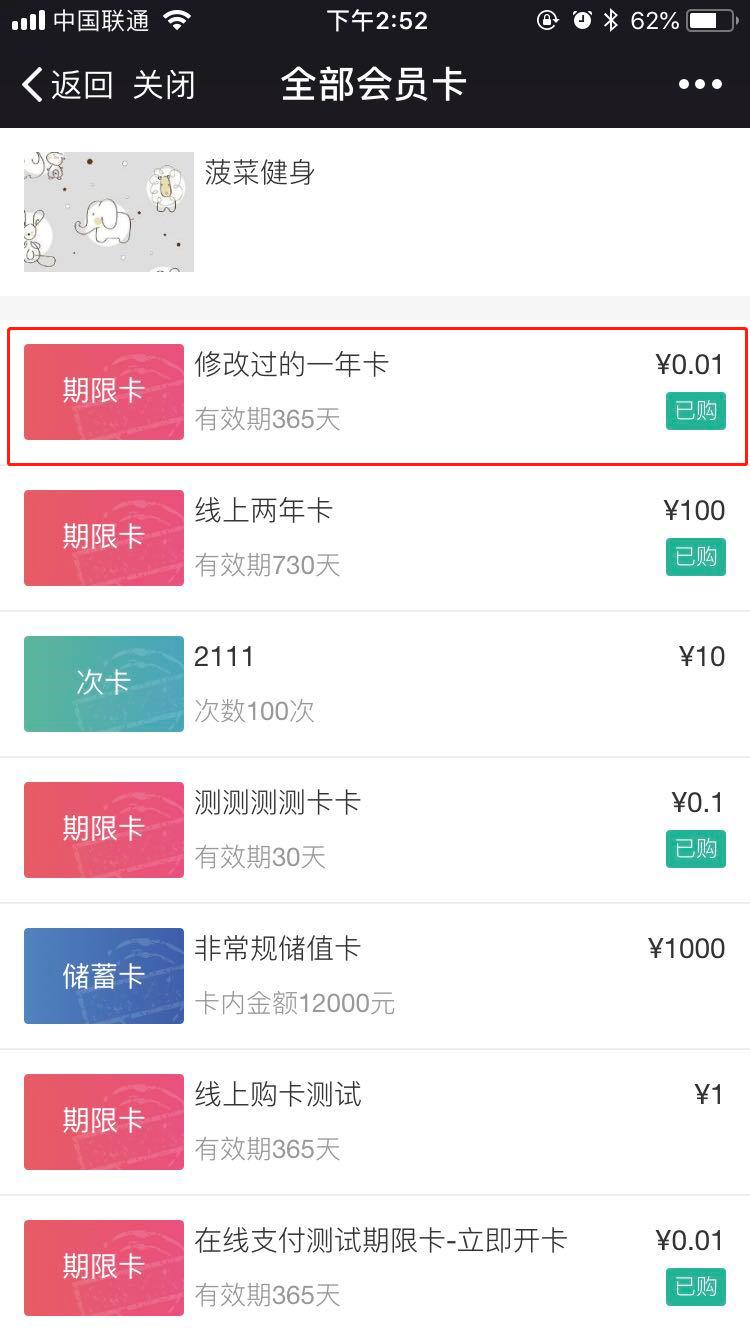 中国联通 下午2:52 62%
返回 关闭 全部会员卡
菠菜健身
期限卡 修改过的一年卡 ¥0.01
有效期365天 已购
期限卡 线上两年卡 ¥100
有效期730天 已购
次卡 2111 ¥10
次数100次
期限卡 测测测测卡卡 ¥0.1
有效期30天 已购
储蓄卡 非常规储值卡 ¥1000
卡内金额12000元
期限卡 线上购卡测试 ¥1
有效期365天
期限卡 在线支付测试期限卡-立即开卡 ¥0.01
有效期365天 已购